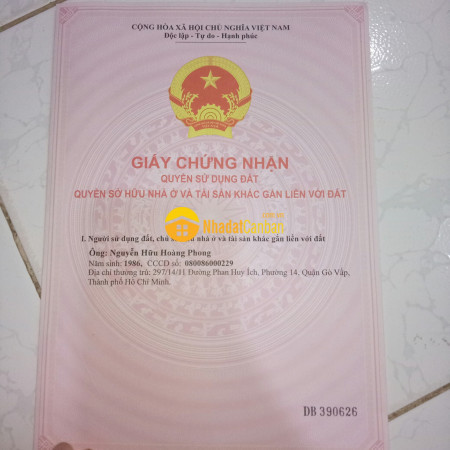 CỘNG HÒA XÃ HỘI CHỦ NGHĨA VIỆT NAM
Độc lập - Tự do - Hạnh phúc
GIẤY CHỨNG NHẬN
QUYỀN SỬ DỤNG ĐẤT
QUYỀN SỞ HỮU NHÀ Ở VÀ TÀI SẢN KHÁC GẮN LIỀN VỚI ĐẤT
NhadatCanban
I. Người sử dụng đất, chủ nhà ở và tài sản khác gắn liền với đất
Ông: Nguyễn Hữu Hoàng Phong
Năm sinh: 1986, CCCD số: 080086000229
Địa chỉ thường trú: 297/14/11 Đường Phan Huy Ích, Phường 14, Quận Gò Vấp,
Thành phố Hồ Chí Minh.
DB 390626